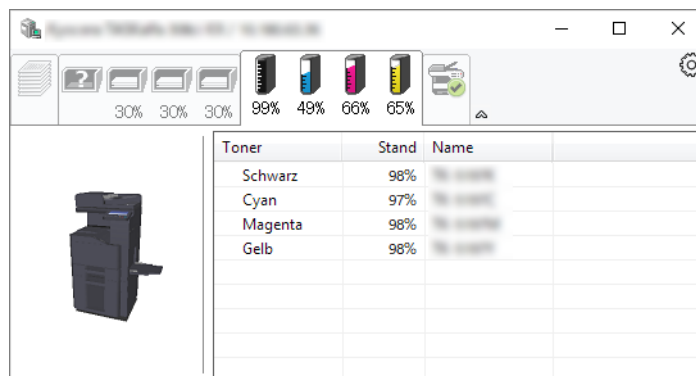 30% 30% 30% 99% 49% 66% 65%
Toner Stand Name
Schwarz 98%
Cyan 97%
Magenta 98%
Gelb 98%